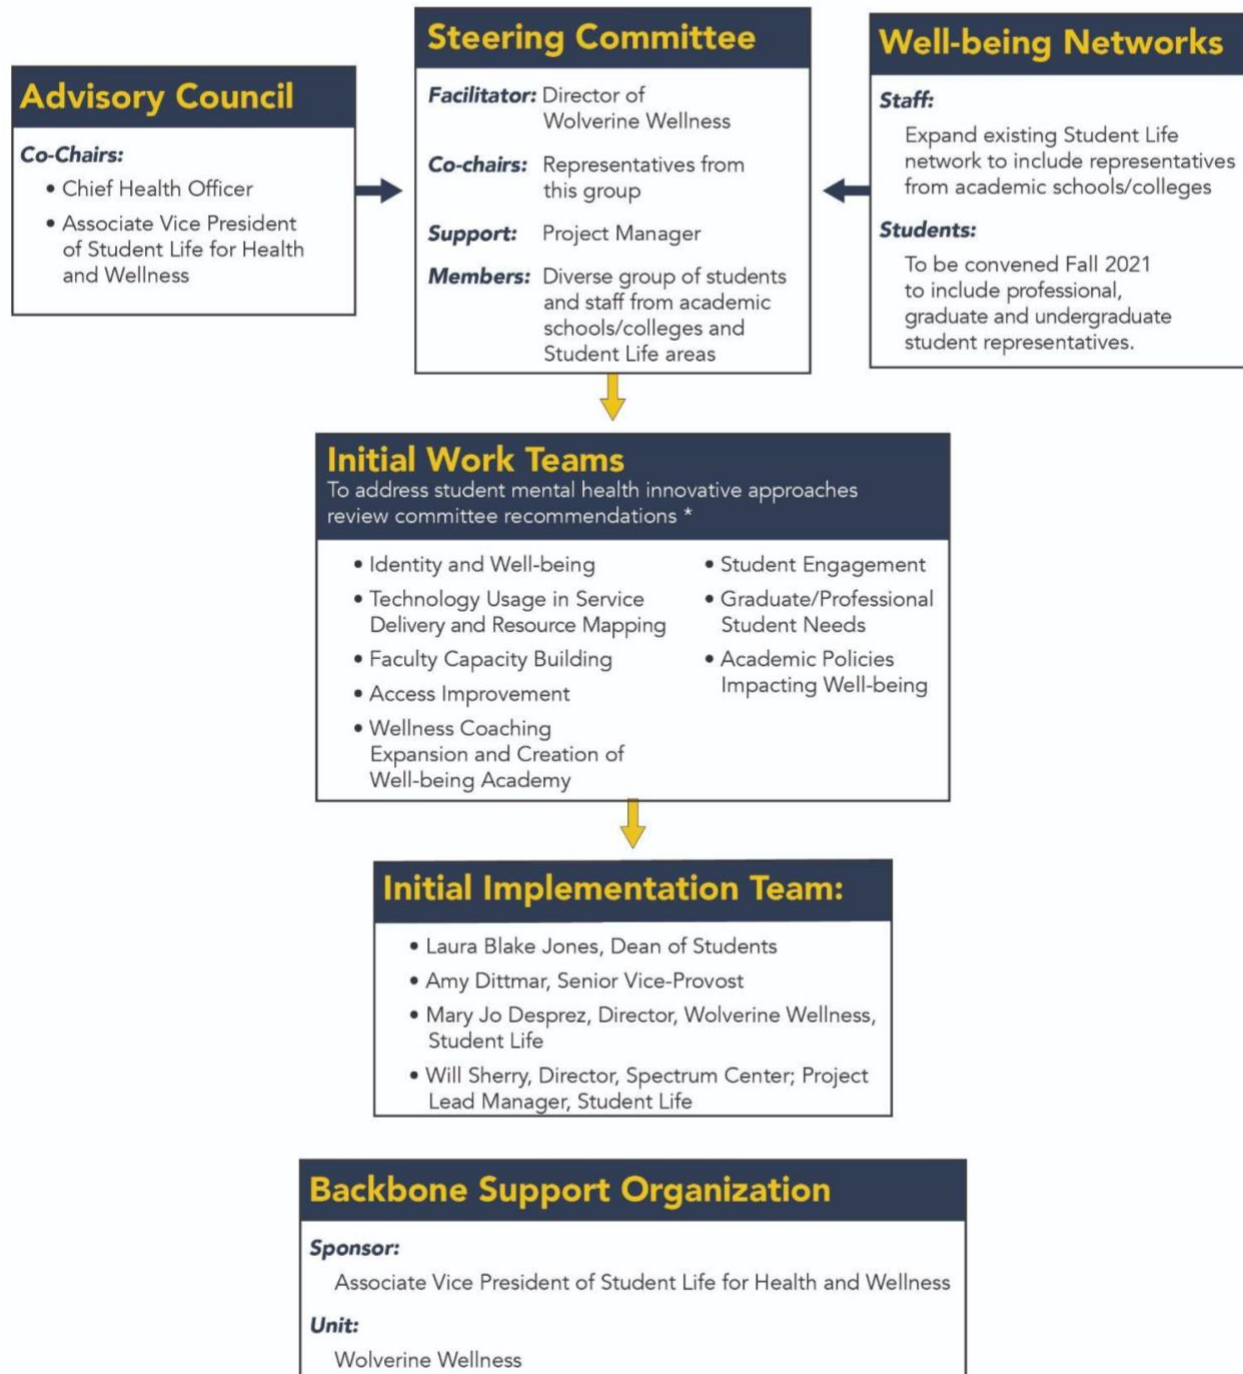 Advisory Council
Co-Chairs:
• Chief Health Officer
• Associate Vice President
of Student Life for Health
and Wellness
Steering Committee
Facilitator: Director of
Wolverine Wellness
Co-chairs: Representatives from
this group
Support: Project Manager
Members: Diverse group of students
and staff from academic
schools/colleges and
Student Life areas
Well-being Networks
Staff:
Expand existing Student Life
network to include representatives
from academic schools/colleges
Students:
To be convened Fall 2021
to include professional,
graduate and undergraduate
student representatives.
Initial Work Teams
To address student mental health innovative approaches
review committee recommendations *
• Identity and Well-being
• Technology Usage in Service
Delivery and Resource Mapping
• Faculty Capacity Building
• Access Improvement
• Wellness Coaching
Expansion and Creation of
Well-being Academy
• Student Engagement
• Graduate/Professional
Student Needs
• Academic Policies
Impacting Well-being
Initial Implementation Team:
• Laura Blake Jones, Dean of Students
• Amy Dittmar, Senior Vice-Provost
• Mary Jo Desprez, Director, Wolverine Wellness,
Student Life
• Will Sherry, Director, Spectrum Center; Project
Lead Manager, Student Life
Backbone Support Organization
Sponsor:
Associate Vice President of Student Life for Health and Wellness
Unit:
Wolverine Wellness